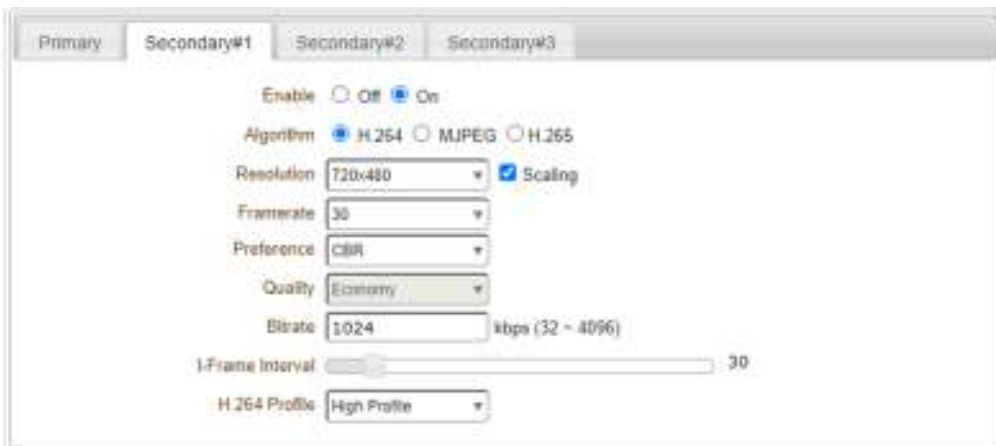 Primary Secondary#1 Secondary#2 Secondary#3
Enable Off On
Algorithm H.264 MJPEG H.265
Resolution 720x480 Scaling
Framerate 30
Preference CBR
Quality Economy
Bitrate 1024 kbps (32 ~ 4096)
I-Frame Interval 30
H.264 Profile High Profile